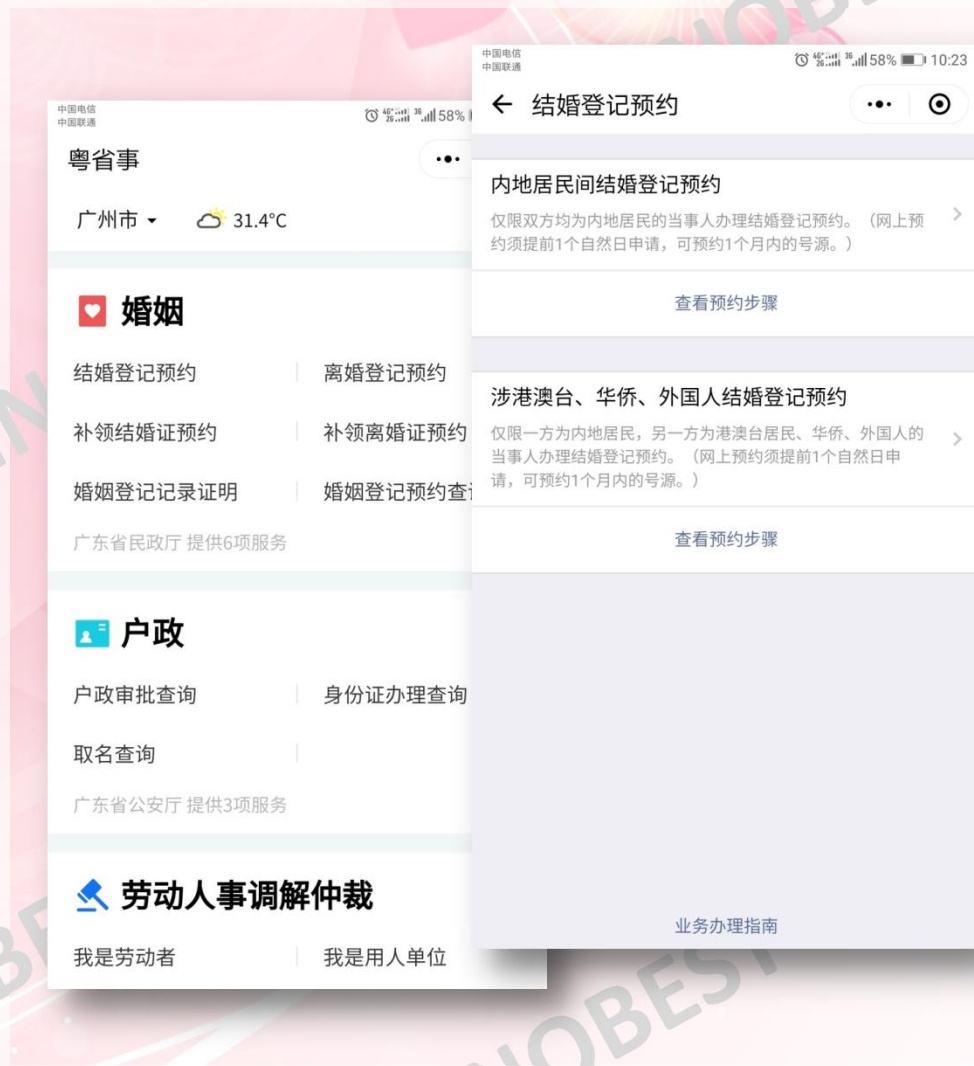 中国电信
中国联通
58%
粤省事
广州市
31.4°C
婚姻
结婚登记预约
离婚登记预约
补领结婚证预约
补领离婚证预约
婚姻登记记录证明
婚姻登记预约查
广东省民政厅 提供6项服务
户政
户政审批查询
身份证办理查询
取名查询
广东省公安厅 提供3项服务
劳动人事调解仲裁
我是劳动者
我是用人单位
中国电信
中国联通
58% 10:23
结婚登记预约
内地居民间结婚登记预约
仅限双方均为内地居民的当事人办理结婚登记预约。（网上预
约须提前1个自然日申请，可预约1个月内的号源。）
查看预约步骤
涉港澳台、华侨、外国人结婚登记预约
仅限一方为内地居民，另一方为港澳台居民、华侨、外国人的
当事人办理结婚登记预约。（网上预约须提前1个自然日申
请，可预约1个月内的号源。）
查看预约步骤
业务办理指南